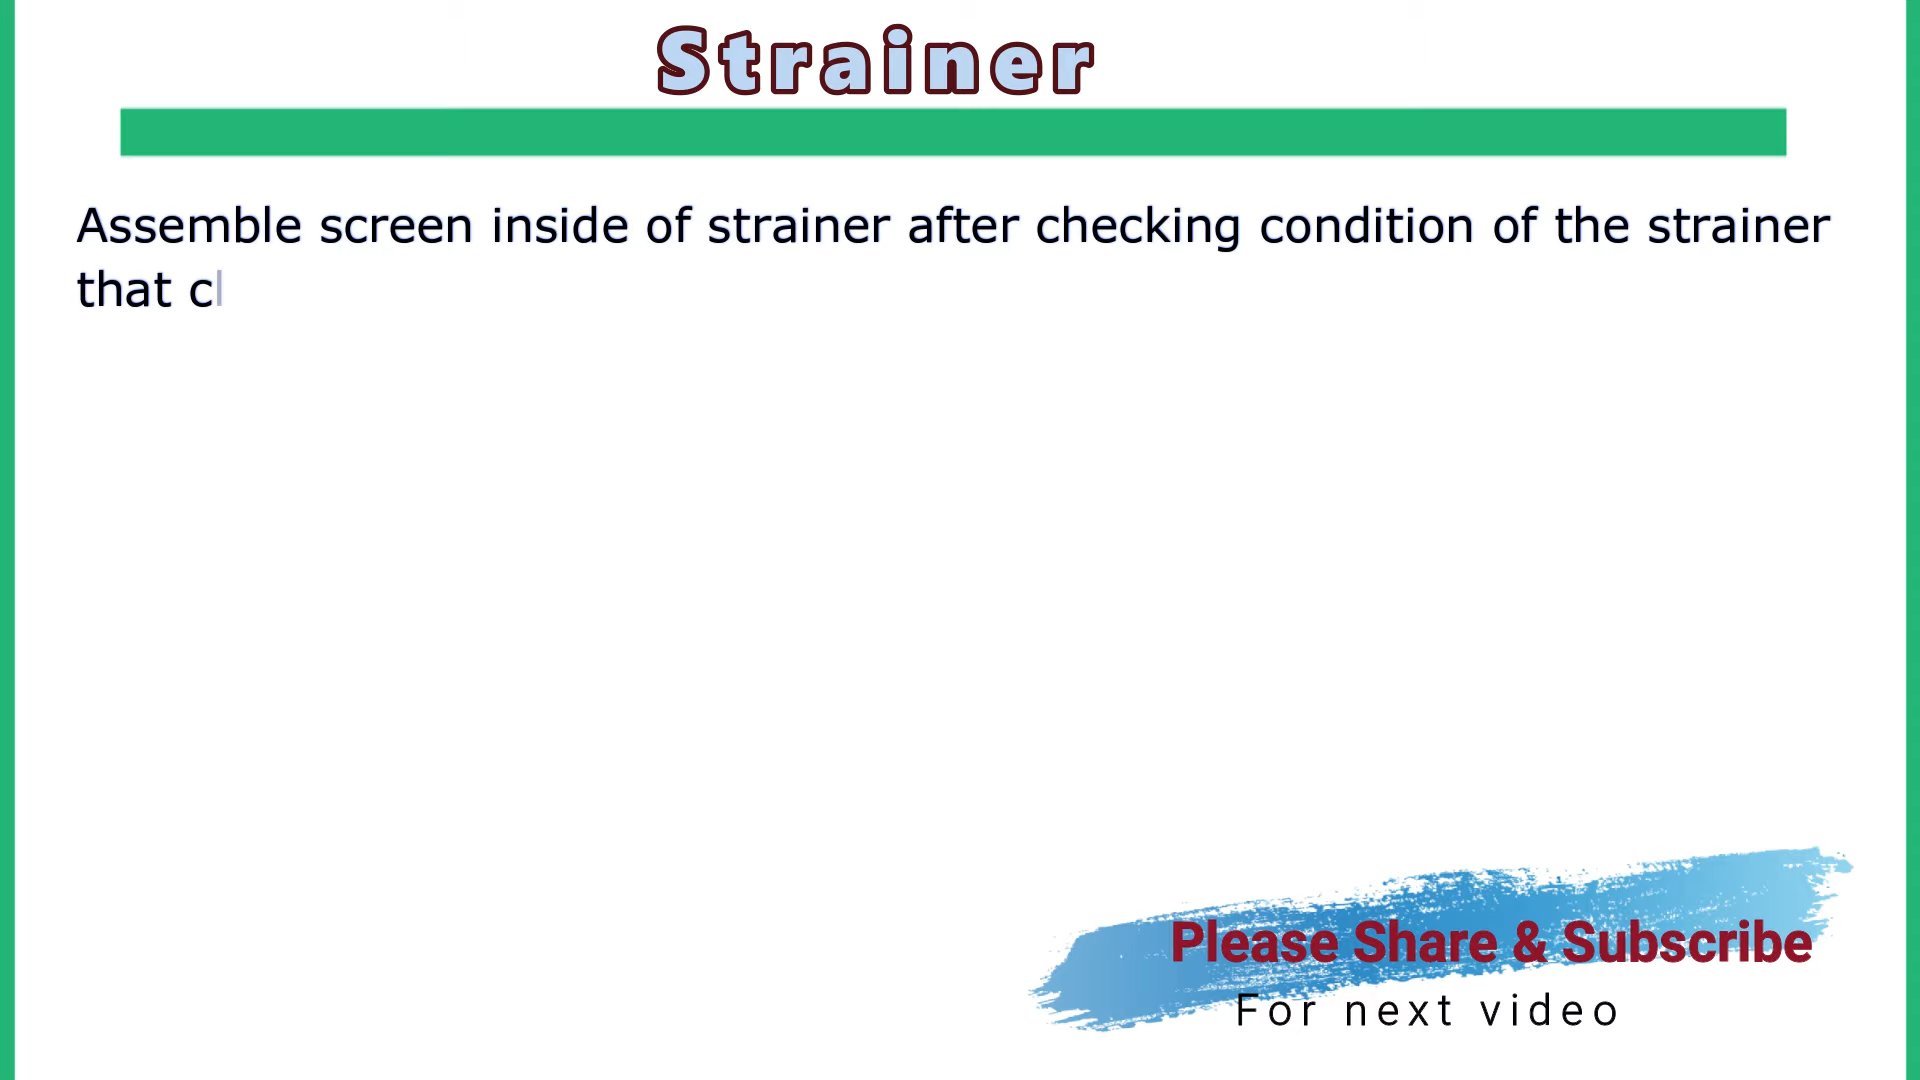 Strainer
Assemble screen inside of strainer after checking condition of the strainer
that cl
Please Share & Subscribe
For next video